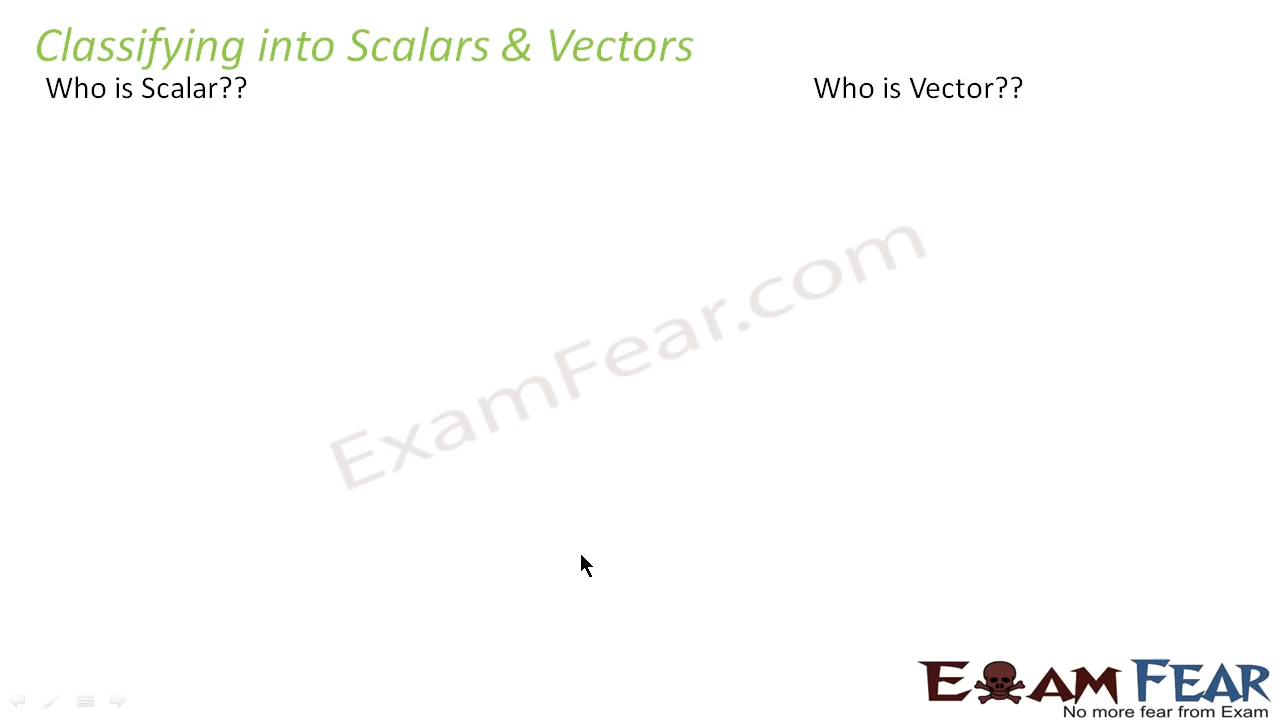 Classifying into Scalars & Vectors
Who is Scalar??
Who is Vector??
ExamFear.com
EXAM FEAR
No more fear from Exam